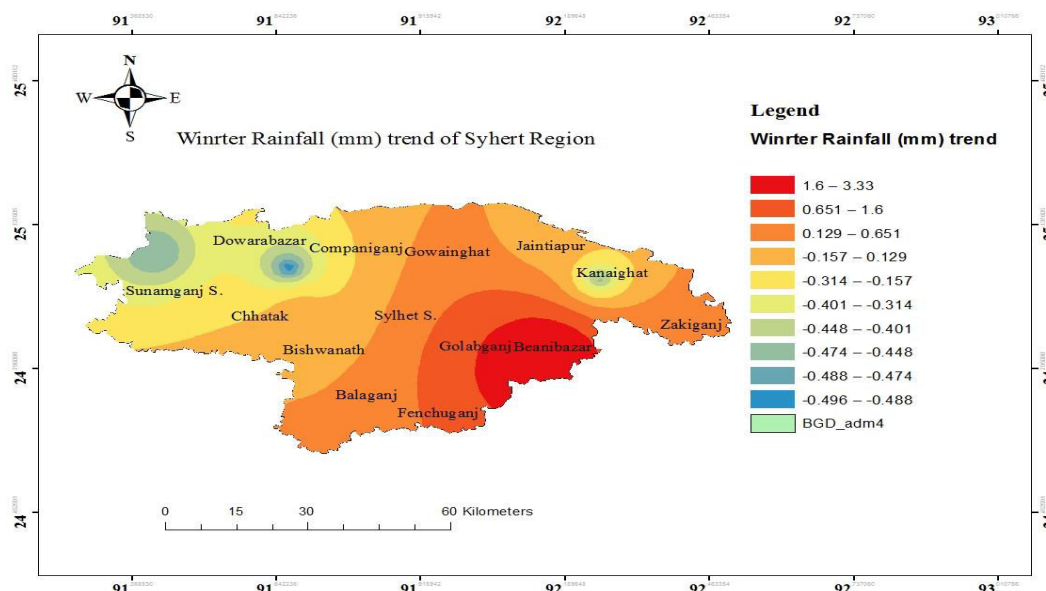 91 91 91 92 92 92 93
N
W E
S
Winrter Rainfall (mm) trend of Syhert Region
Legend
Winrter Rainfall (mm) trend
1.6 – 3.33
0.651 – 1.6
0.129 – 0.651
-0.157 – 0.129
-0.314 – -0.157
-0.401 – -0.314
-0.448 – -0.401
-0.474 – -0.448
-0.488 – -0.474
-0.496 – -0.488
BGD_adm4
Dowarabazar
Companiganj
Gowainghat
Jaintiapur
Kanaighat
Sunamganj S.
Chhatak
Sylhet S.
Zakiganj
Bishwanath
Golabganj
Beanibazar
Balaganj
Fenchuganj
25
25
24
24
25
25
24
24
0 15 30 60 Kilometers
91 91 91 92 92 92 93